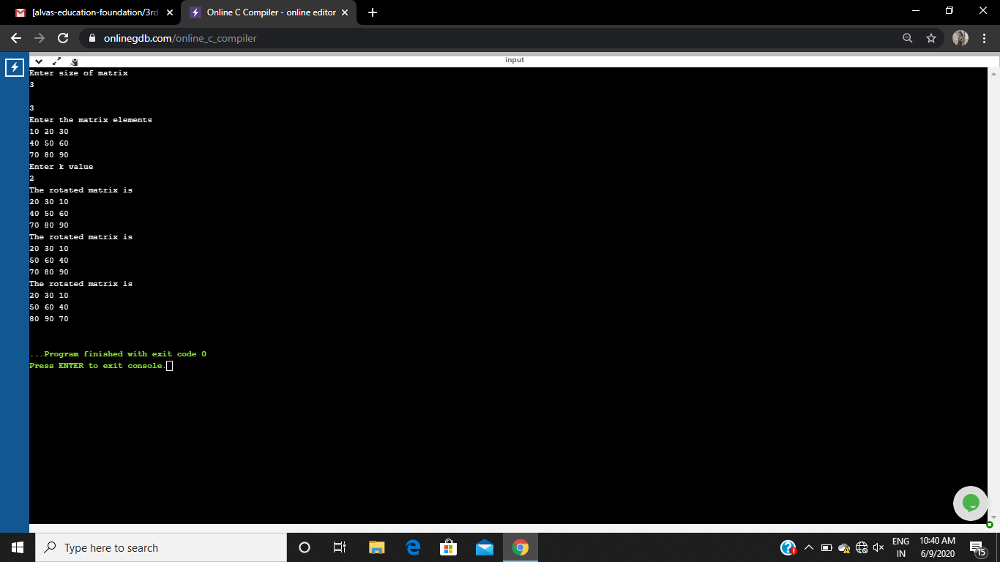 [alvas-education-foundation/3rd
Online C Compiler - online editor
onlinegdb.com/online_c_compiler
input
Enter size of matrix
3
3
Enter the matrix elements
10 20 30
40 50 60
70 80 90
Enter k value
2
The rotated matrix is
20 30 10
40 50 60
70 80 90
The rotated matrix is
20 30 10
50 60 40
70 80 90
The rotated matrix is
20 30 10
50 60 40
80 90 70
...Program finished with exit code 0
Press ENTER to exit console.
Type here to search
ENG
IN
10:40 AM
6/9/2020
15